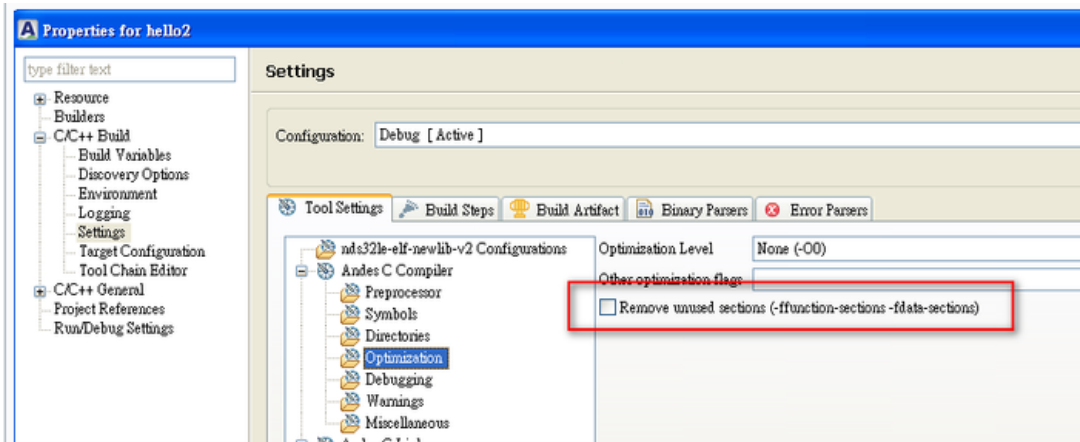 Properties for hello2
type filter text
Resource
Builders
C/C++ Build
Build Variables
Discovery Options
Environment
Logging
Settings
Target Configuration
Tool Chain Editor
C/C++ General
Project References
Run/Debug Settings
Settings
Configuration: Debug [ Active ]
Tool Settings Build Steps Build Artifact Binary Parsers Error Parsers
nds32le-elf-newlib-v2 Configurations
Andes C Compiler
Preprocessor
Symbols
Directories
Optimization
Debugging
Warnings
Miscellaneous
Optimization Level None (-O0)
Other optimization flags
Remove unused sections (-ffunction-sections -fdata-sections)